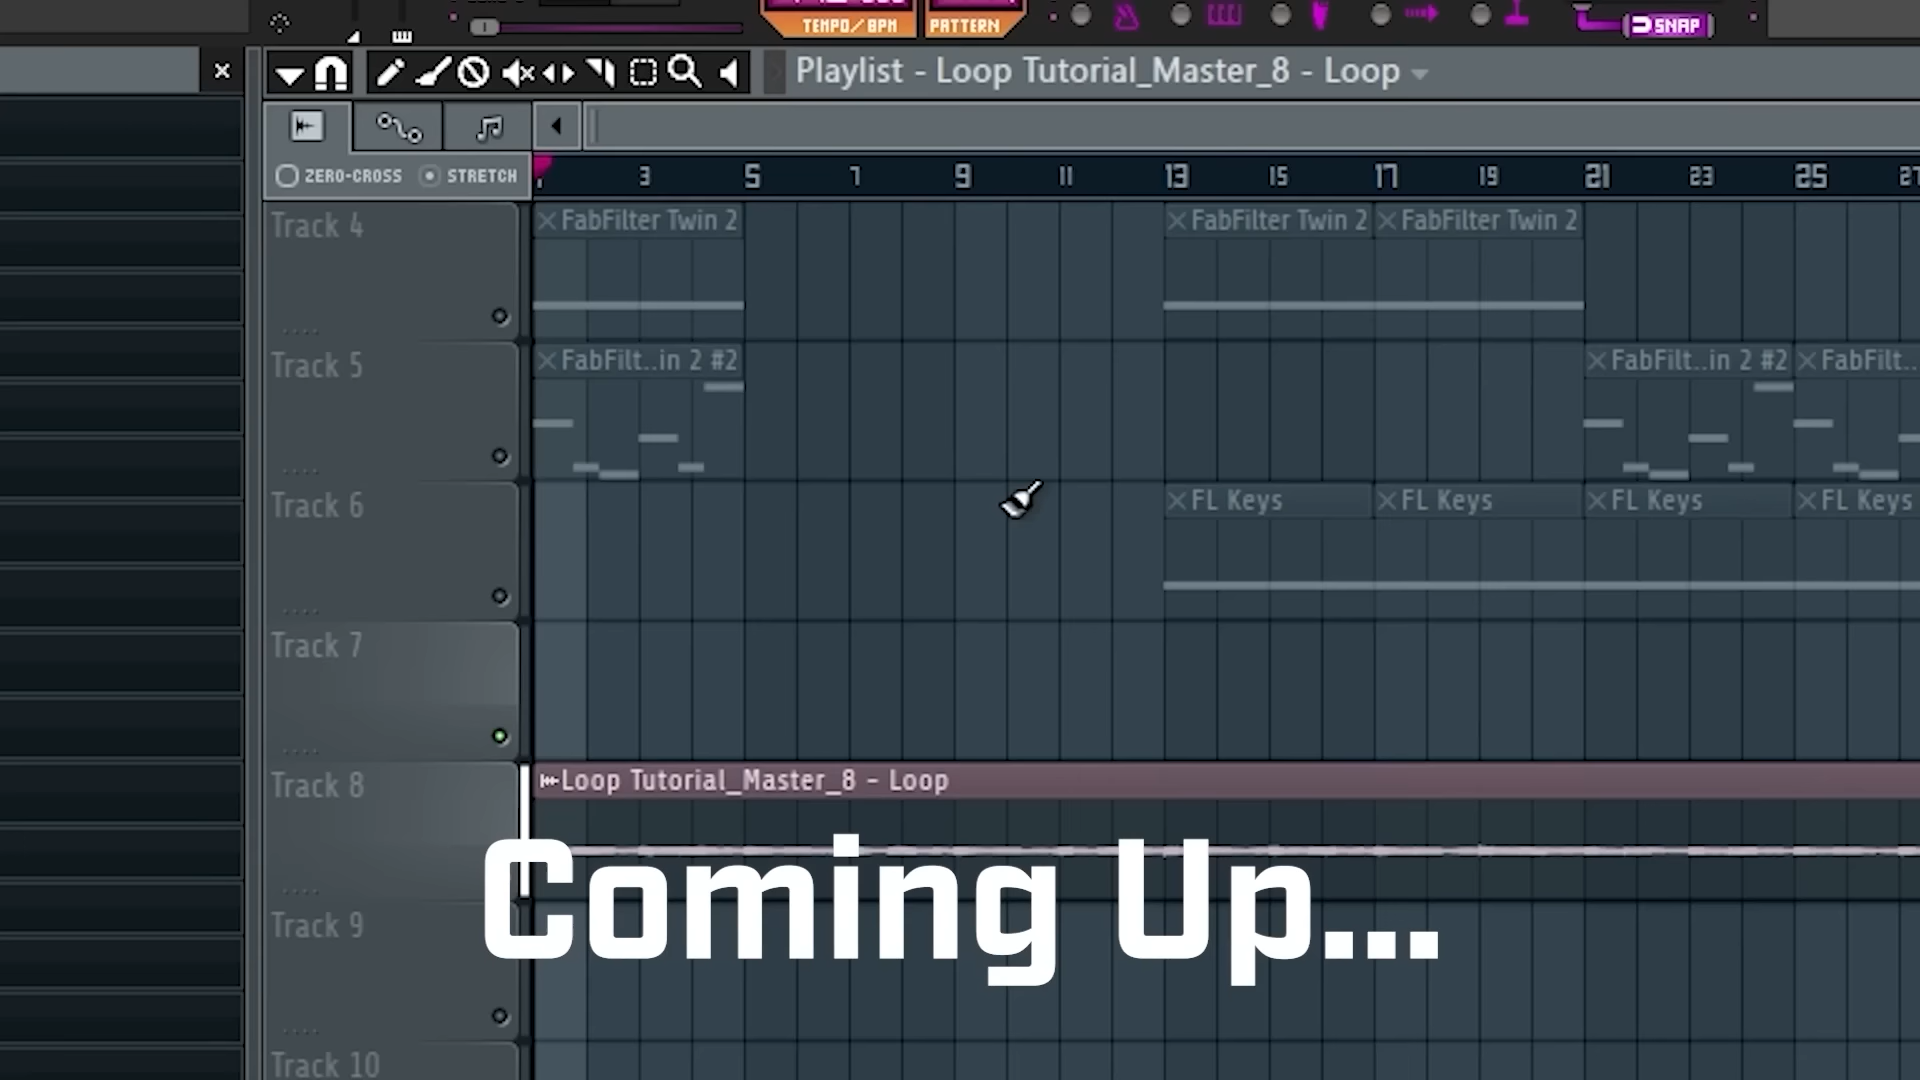 TEMPO/BPM PATTERN SNAP
Playlist - Loop Tutorial_Master_8 - Loop
ZERO-CROSS STRETCH
3 5 7 9 11 13 15 17 19 21 23 25 27
Track 4 FabFilter Twin 2 FabFilter Twin 2 FabFilter Twin 2
Track 5 FabFilt..in 2 #2 FabFilt..in 2 #2 FabFilt..
Track 6 FL Keys FL Keys FL Keys FL Keys
Track 7
Track 8 Loop Tutorial_Master_8 - Loop
Coming Up...
Track 9
Track 10